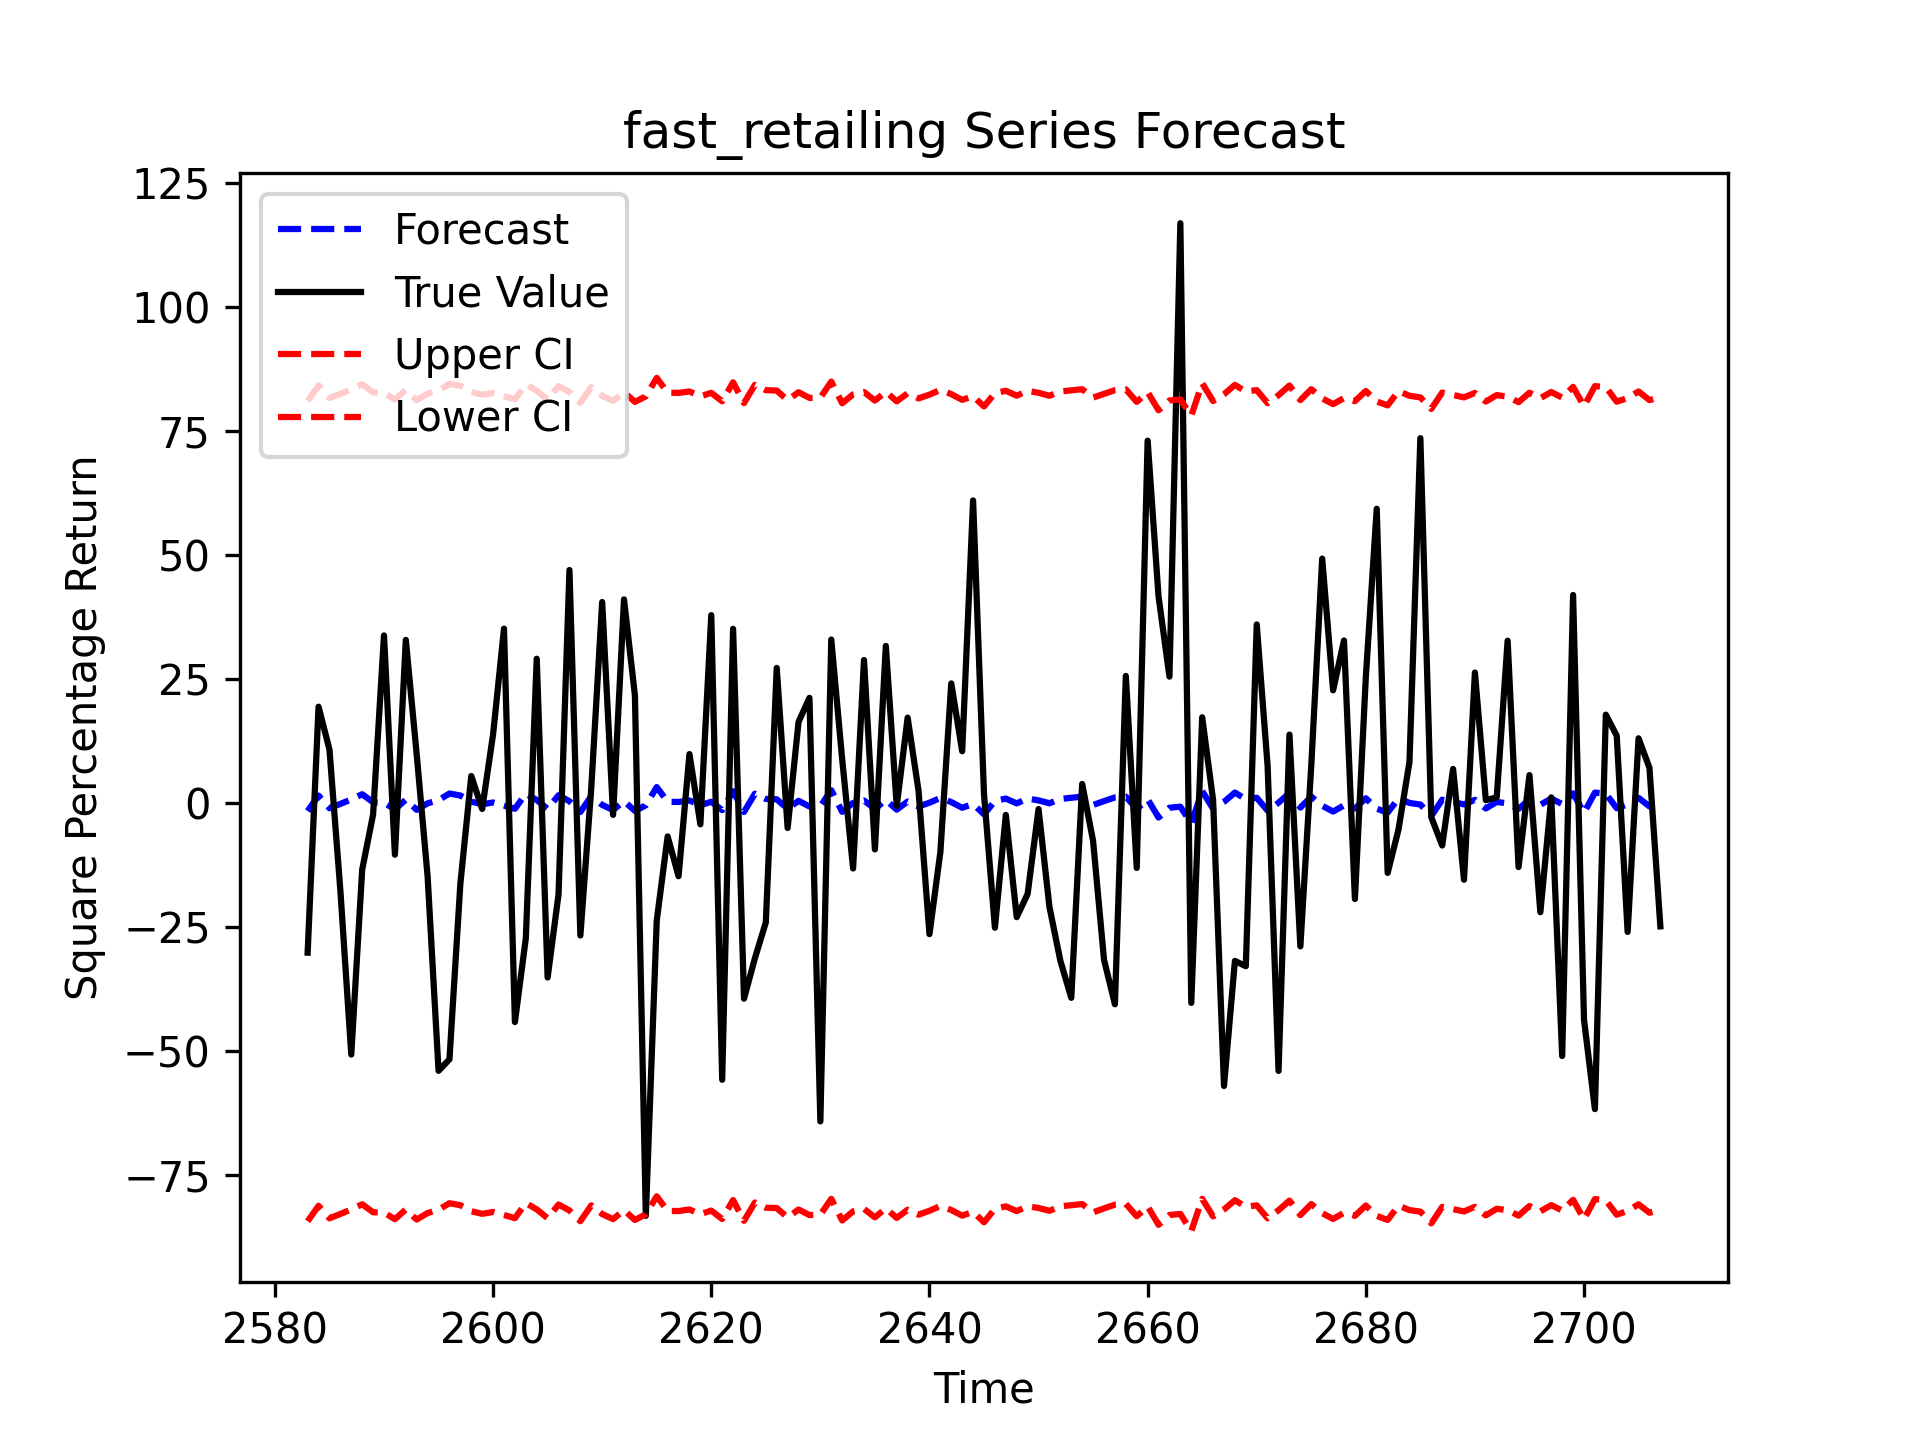 fast_retailing Series Forecast
125
100
75
50
25
0
−25
−50
−75
Square Percentage Return
Forecast
True Value
Upper CI
Lower CI
2580 2600 2620 2640 2660 2680 2700
Time